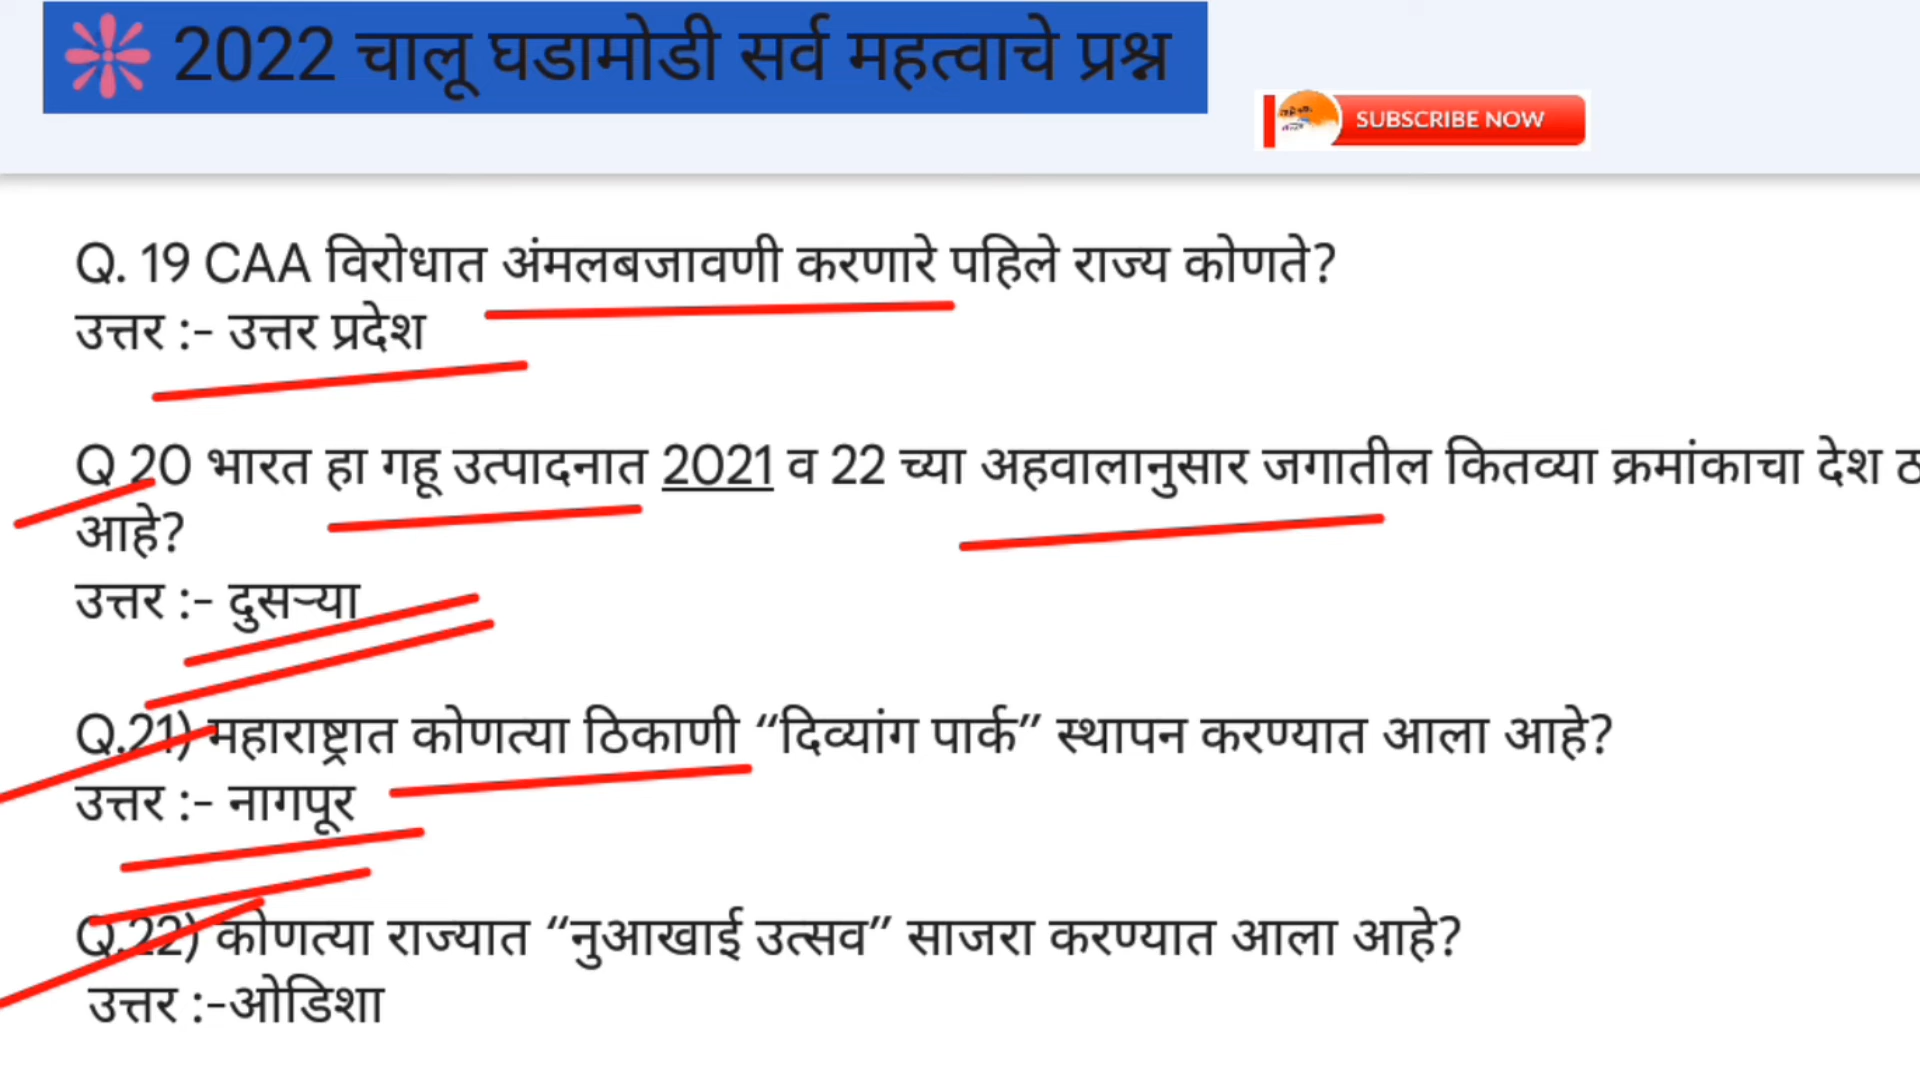 2022 चालू घडामोडी सर्व महत्वाचे प्रश्न
SUBSCRIBE NOW
Q. 19 CAA विरोधात अंमलबजावणी करणारे पहिले राज्य कोणते?
उत्तर :- उत्तर प्रदेश
Q 20 भारत हा गहू उत्पादनात 2021 व 22 च्या अहवालानुसार जगातील कितव्या क्रमांकाचा देश
आहे?
उत्तर :- दुसऱ्या
Q.21) महाराष्ट्रात कोणत्या ठिकाणी “दिव्यांग पार्क” स्थापन करण्यात आला आहे?
उत्तर :- नागपूर
Q.22) कोणत्या राज्यात “नुआखाई उत्सव” साजरा करण्यात आला आहे?
उत्तर :-ओडिशा